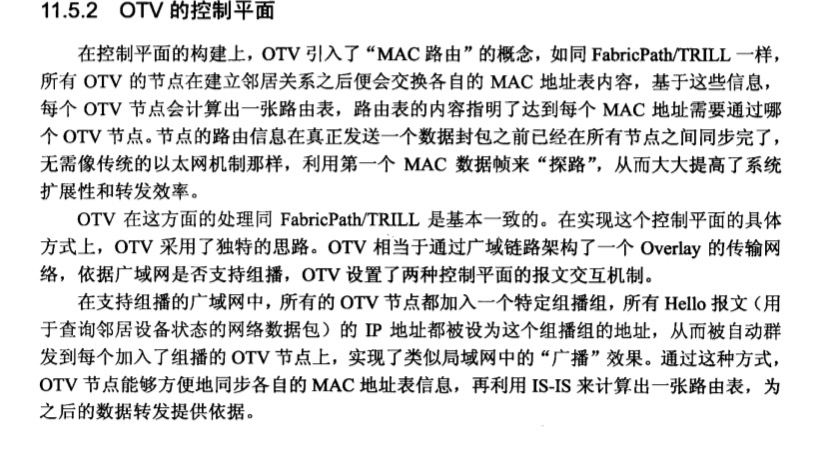 11.5.2 OTV 的控制平面
在控制平面的构建上，OTV 引入了“MAC 路由”的概念，如同 FabricPath/TRILL 一样，
所有 OTV 的节点在建立邻居关系之后便会交换各自的 MAC 地址表内容，基于这些信息，
每个 OTV 节点会计算出一张路由表，路由表的内容指明了达到每个 MAC 地址需要通过哪
个 OTV 节点。节点的路由信息在真正发送一个数据封包之前已经在所有节点之间同步完了，
无需像传统的以太网机制那样，利用第一个 MAC 数据帧来“探路”，从而大大提高了系统
扩展性和转发效率。
OTV 在这方面的处理同 FabricPath/TRILL 是基本一致的。在实现这个控制平面的具体
方式上，OTV 采用了独特的思路。OTV 相当于通过广域链路架构了一个 Overlay 的传输网
络，依据广域网是否支持组播，OTV 设置了两种控制平面的报文交互机制。
在支持组播的广域网中，所有的 OTV 节点都加入一个特定组播组，所有 Hello 报文（用
于查询邻居设备状态的网络数据包）的 IP 地址都被设为这个组播组的地址，从而被自动群
发到每个加入了组播的 OTV 节点上，实现了类似局域网中的“广播”效果。通过这种方式，
OTV 节点能够方便地同步各自的 MAC 地址表信息，再利用 IS-IS 来计算出一张路由表，为
之后的数据转发提供依据。